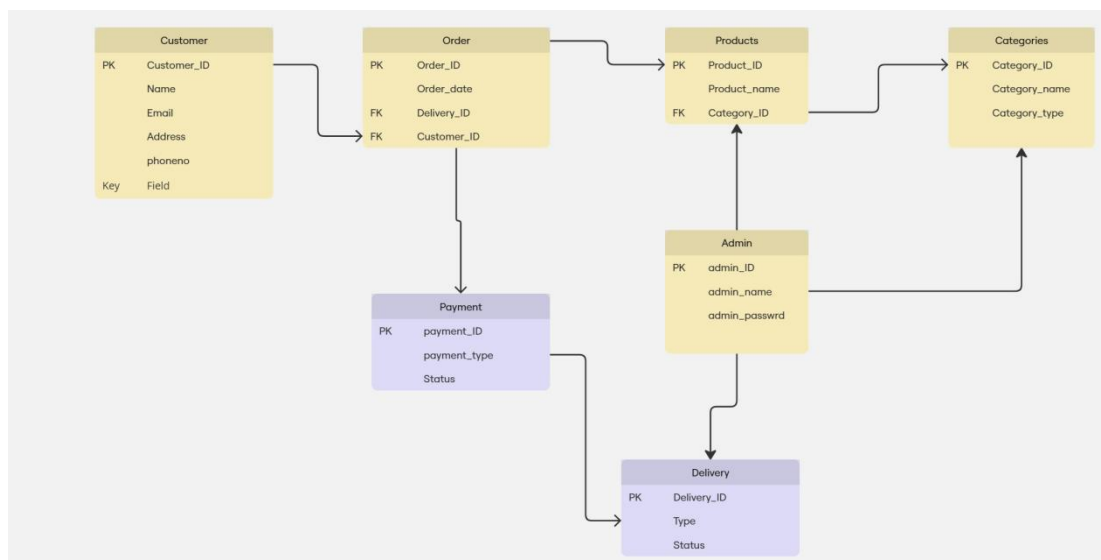 Customer
PK Customer_ID
Name
Email
Address
phoneno
Key Field
Order
PK Order_ID
Order_date
FK Delivery_ID
FK Customer_ID
Products
PK Product_ID
Product_name
FK Category_ID
Categories
PK Category_ID
Category_name
Category_type
Admin
PK admin_ID
admin_name
admin_passwrd
Payment
PK payment_ID
payment_type
Status
Delivery
PK Delivery_ID
Type
Status